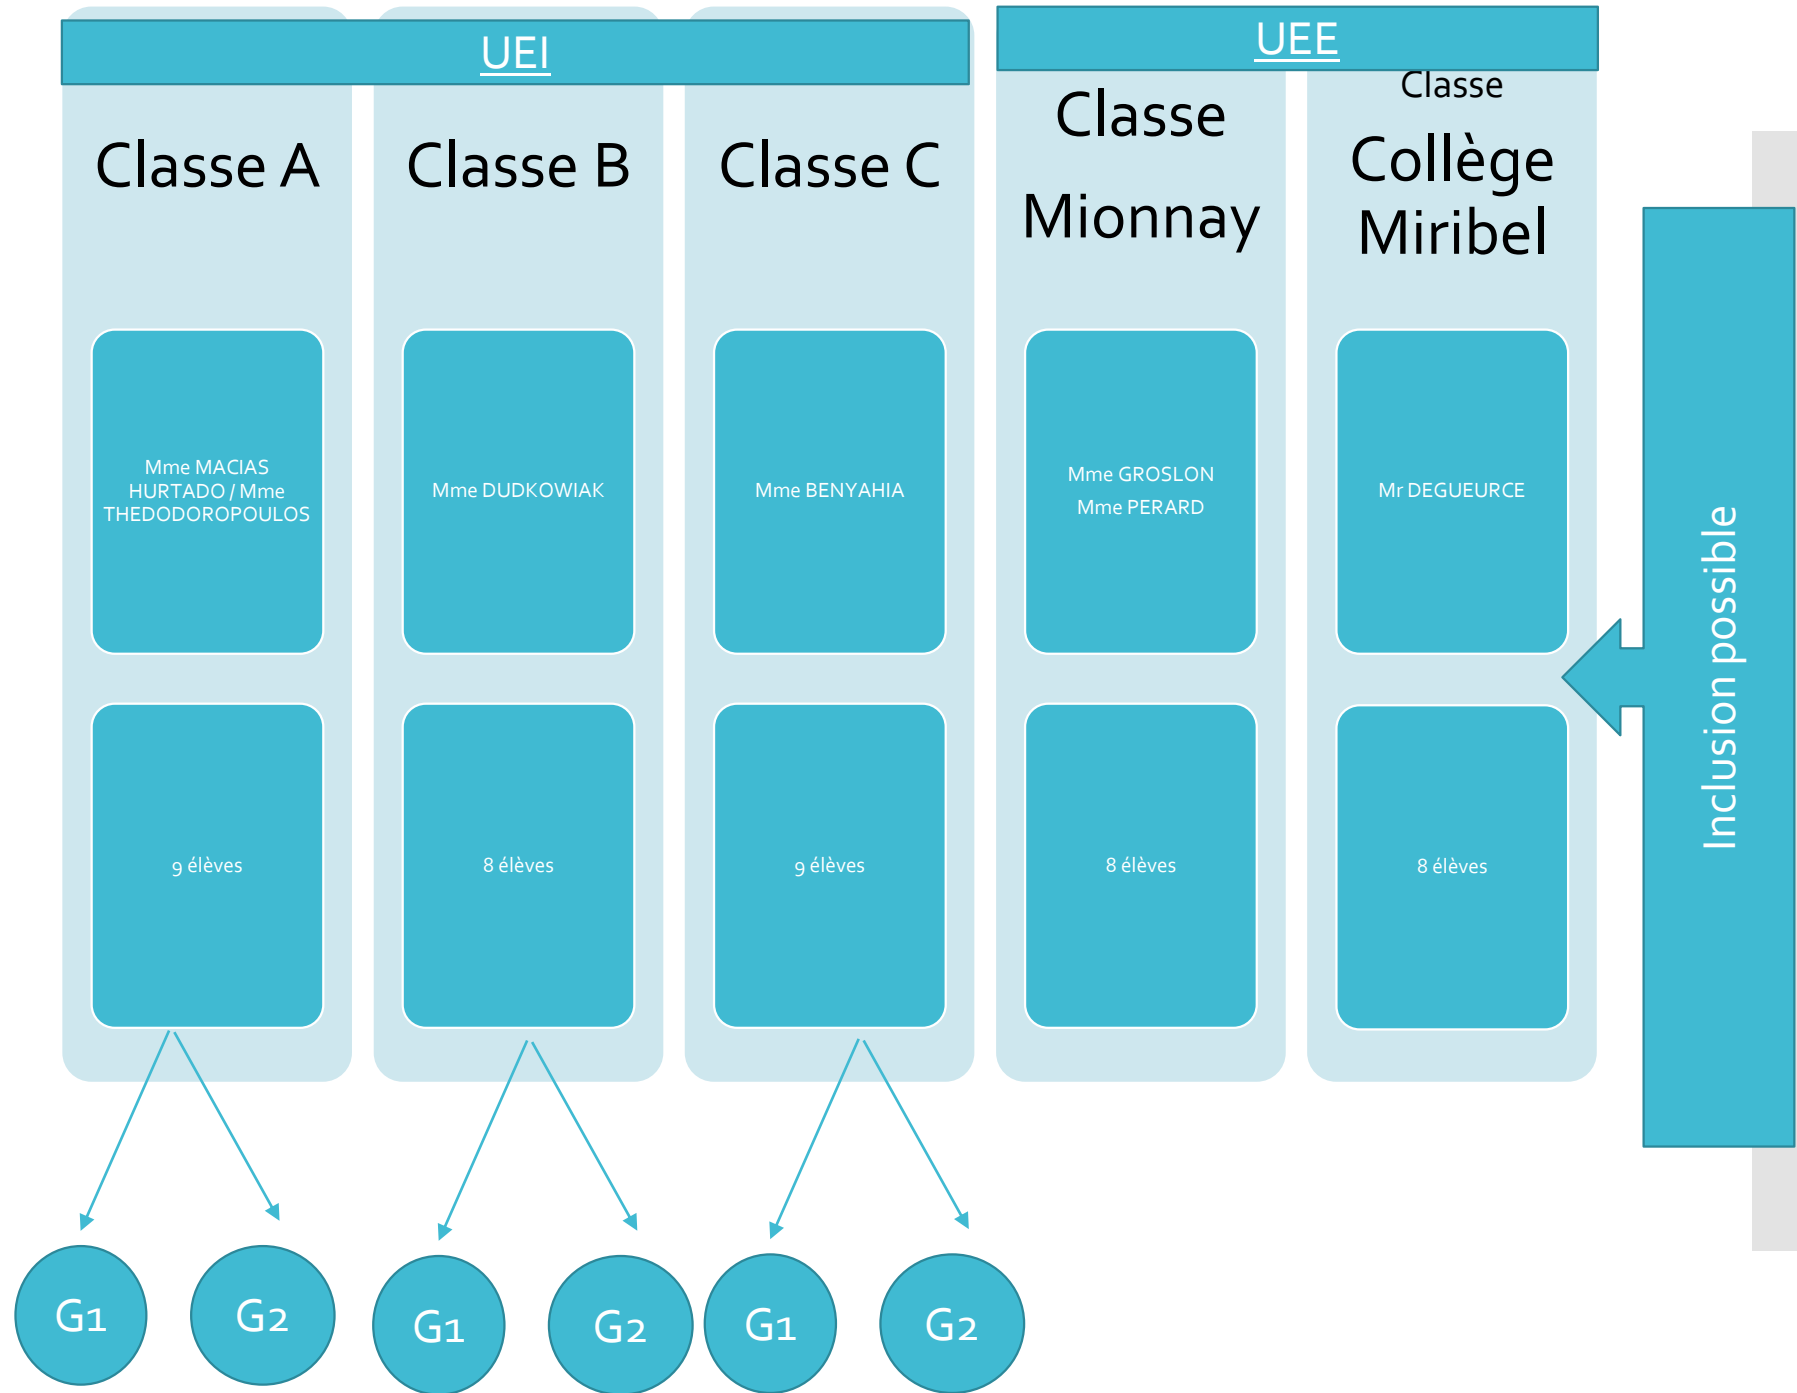 UEI
UEE
Classe A
Classe B
Classe C
Classe
Mionnay
Classe
Collège
Miribel
Mme MACIAS
HURTADO / Mme
THEDODOROPOULOS
Mme DUDKOWIAK
Mme BENYAHIA
Mme GROSLON
Mme PERARD
Mr DEGUEURCE
Inclusion possible
9 élèves
8 élèves
9 élèves
8 élèves
8 élèves
G1
G2
G1
G2
G1
G2